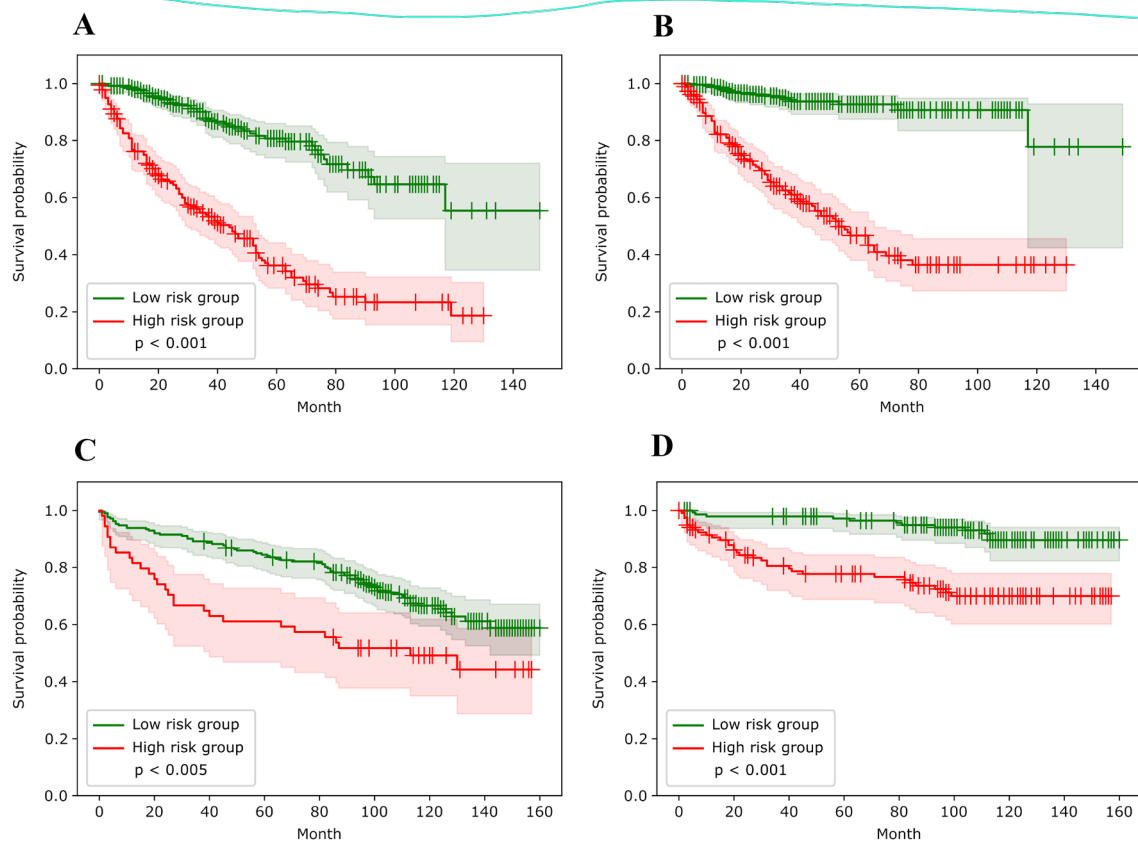 A
B
1.0
0.8
0.6
0.4
0.2
0.0
Survival probability
Low risk group
High risk group
p < 0.001
0 20 40 60 80 100 120 140
Month
1.0
0.8
0.6
0.4
0.2
0.0
Survival probability
Low risk group
High risk group
p < 0.001
0 20 40 60 80 100 120 140
Month
C
D
1.0
0.8
0.6
0.4
0.2
0.0
Survival probability
Low risk group
High risk group
p < 0.005
0 20 40 60 80 100 120 140 160
Month
1.0
0.8
0.6
0.4
0.2
0.0
Survival probability
Low risk group
High risk group
p < 0.001
0 20 40 60 80 100 120 140 160
Month